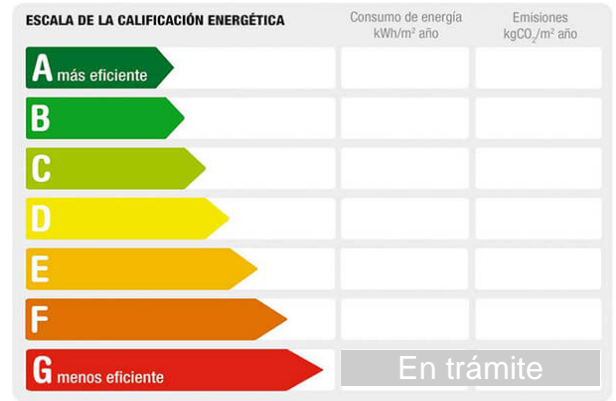 ESCALA DE LA CALIFICACIÓN ENERGÉTICA
Consumo de energía
kWh/m² año
Emisiones
kgCO₂/m² año
A más eficiente
B
C
D
E
F
G menos eficiente
En trámite